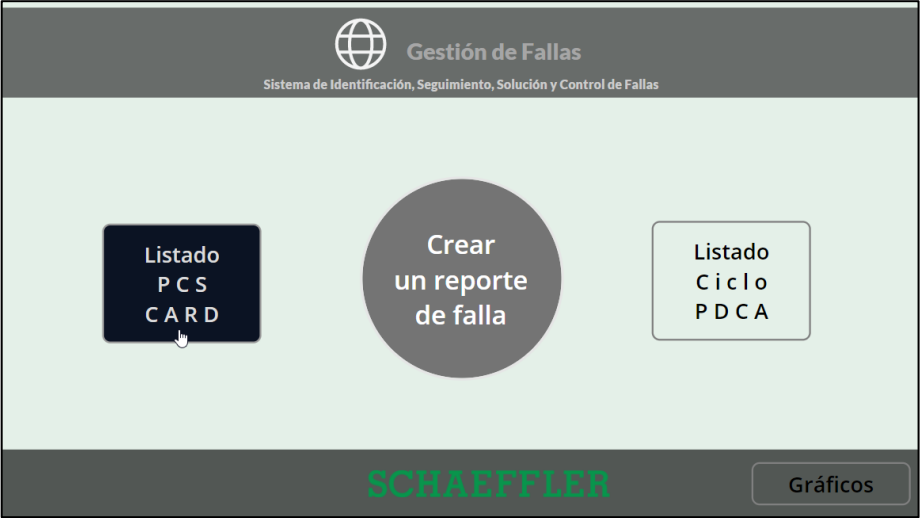 Gestión de Fallas
Sistema de Identificación, Seguimiento, Solución y Control de Fallas
Listado
P C S
C A R D
Crear
un reporte
de falla
Listado
C i c l o
P D C A
SCHAEFFLER
Gráficos